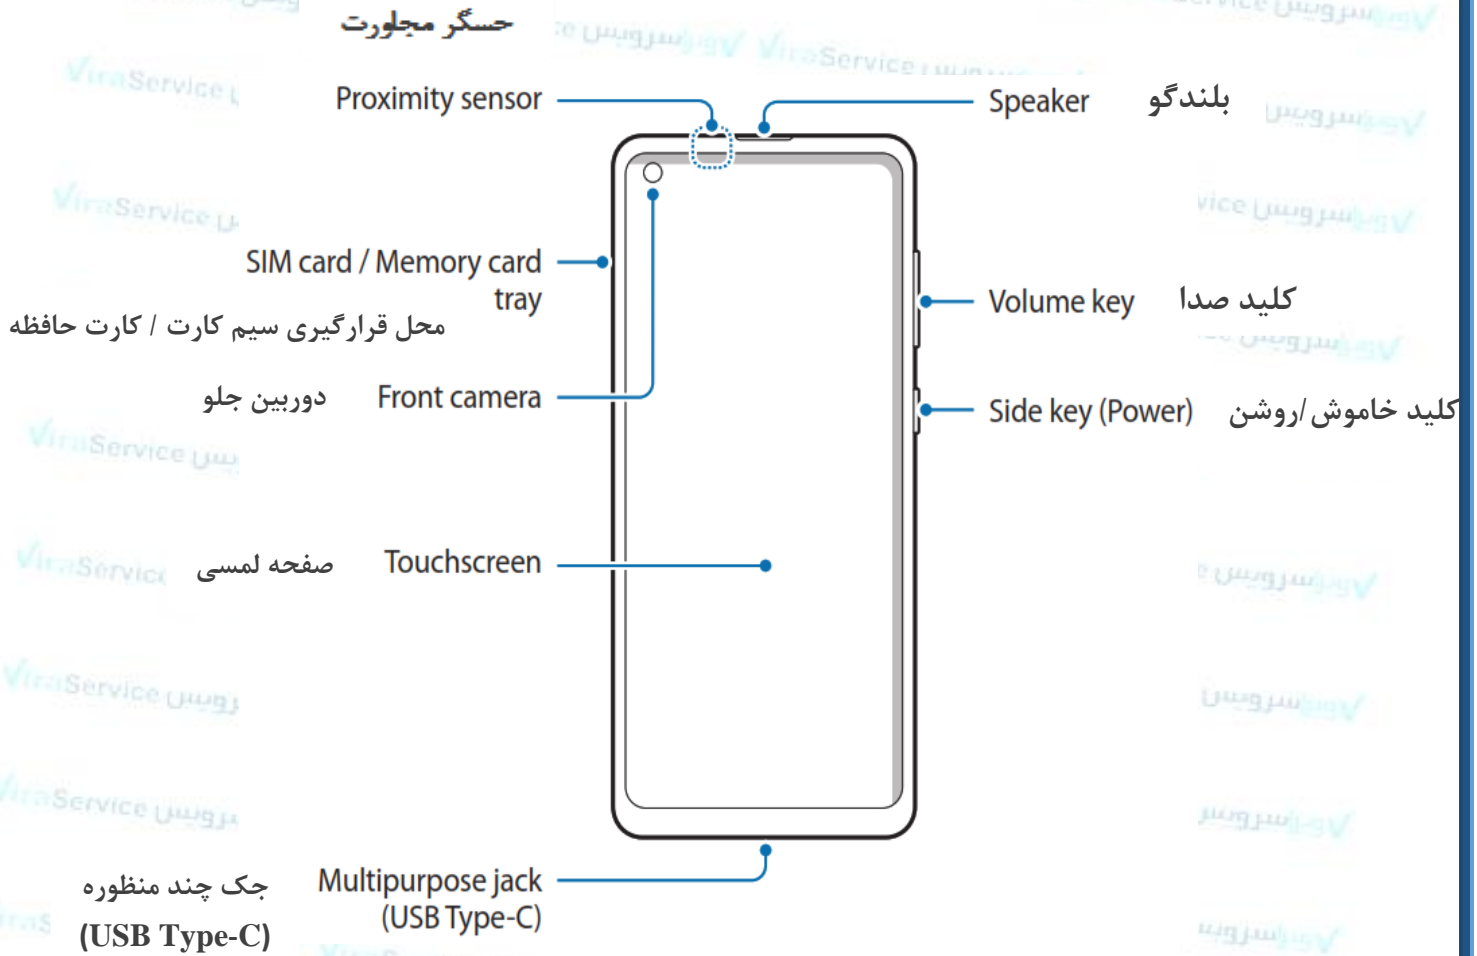 حسگر مجاورت
Proximity sensor
Speaker بلندگو
SIM card / Memory card
tray
محل قرارگیری سیم کارت / کارت حافظه
Volume key کلید صدا
Front camera دوربین جلو
Side key (Power) کلید خاموش/روشن
Touchscreen صفحه لمسی
Multipurpose jack جک چند منظوره
(USB Type-C) (USB Type-C)
ViraService
ویراسرویس